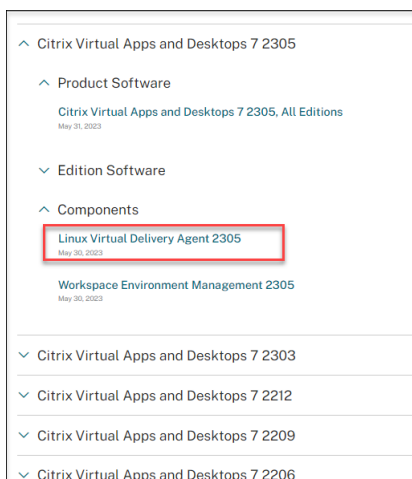 Citrix Virtual Apps and Desktops 7 2305
Product Software
Citrix Virtual Apps and Desktops 7 2305, All Editions
May 31, 2023
Edition Software
Components
Linux Virtual Delivery Agent 2305
May 30, 2023
Workspace Environment Management 2305
May 30, 2023
Citrix Virtual Apps and Desktops 7 2303
Citrix Virtual Apps and Desktops 7 2212
Citrix Virtual Apps and Desktops 7 2209
Citrix Virtual Apps and Desktops 7 2206